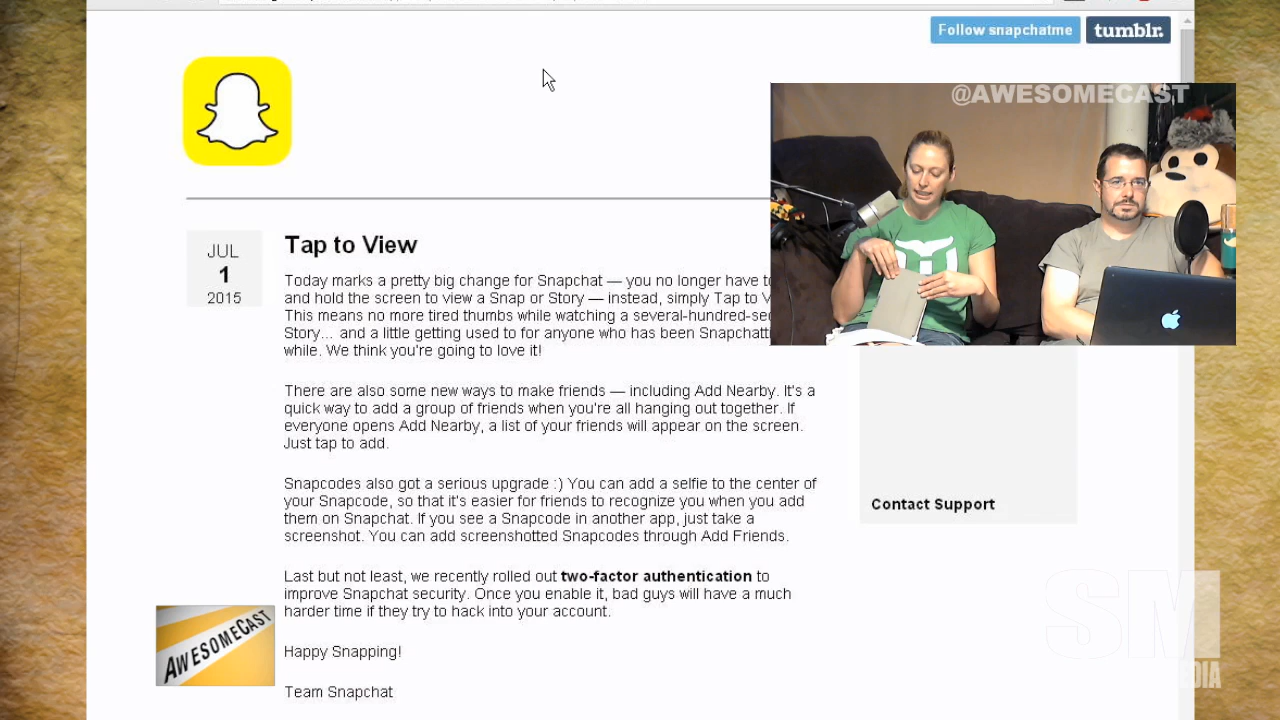 Follow snapchatme
tumblr.
@AWESOMECAST
JUL
1
2015
Tap to View
Today marks a pretty big change for Snapchat — you no longer have to
and hold the screen to view a Snap or Story — instead, simply Tap to V
This means no more tired thumbs while watching a several-hundred-sec
Story... and a little getting used to for anyone who has been Snapchatti
while. We think you're going to love it!
There are also some new ways to make friends — including Add Nearby. It's a
quick way to add a group of friends when you're all hanging out together. If
everyone opens Add Nearby, a list of your friends will appear on the screen.
Just tap to add.
Snapcodes also got a serious upgrade :) You can add a selfie to the center of
your Snapcode, so that it's easier for friends to recognize you when you add
them on Snapchat. If you see a Snapcode in another app, just take a
screenshot. You can add screenshotted Snapcodes through Add Friends.
Contact Support
Last but not least, we recently rolled out two-factor authentication to
improve Snapchat security. Once you enable it, bad guys will have a much
harder time if they try to hack into your account.
Happy Snapping!
Team Snapchat
AWESOMECAST
SM
EDIA